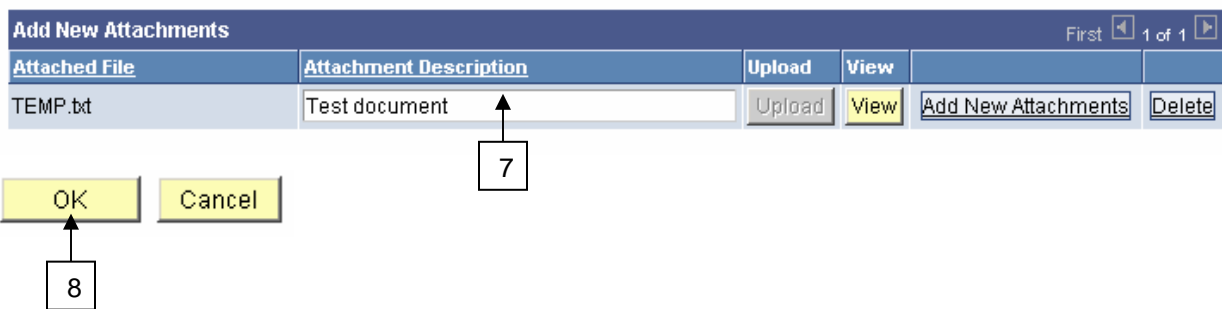 Add New Attachments First 1 of 1
Attached File Attachment Description Upload View
TEMP.txt Test document Upload View Add New Attachments Delete
7
OK Cancel
8